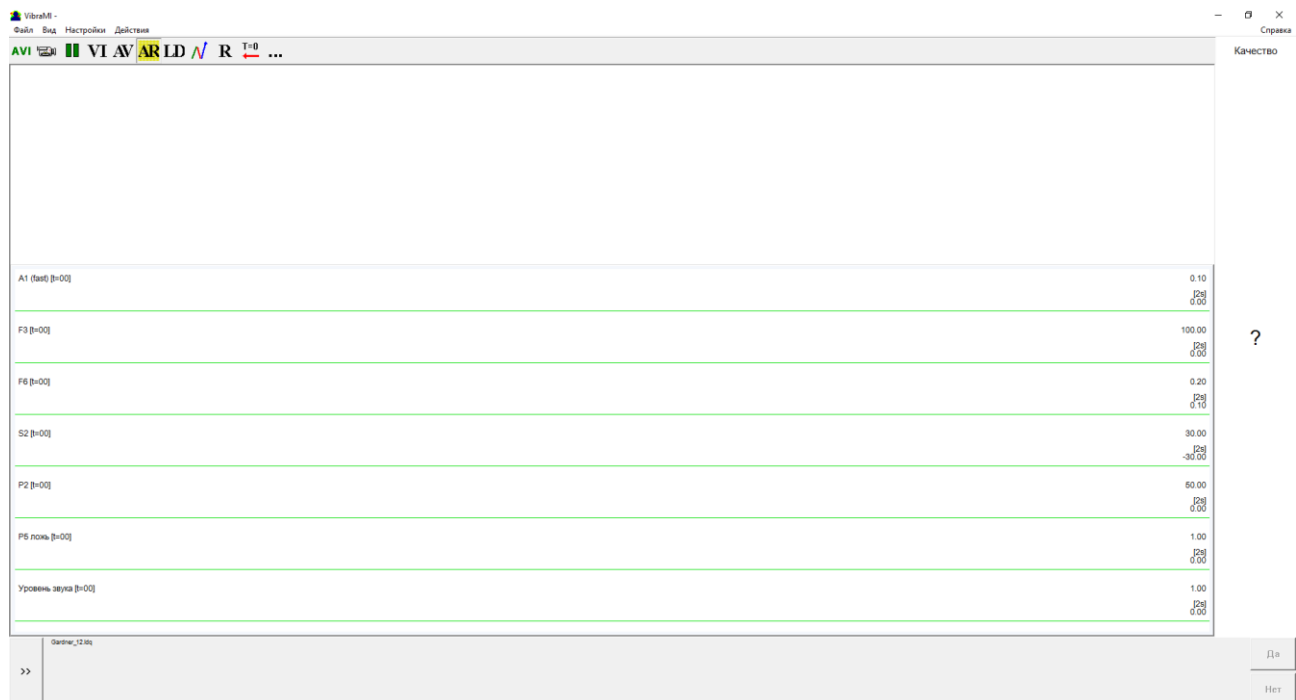 VibraMI -
Файл Вид Настройки Действия Справка
AVI VI AV AR LD R T=0 ...
Качество
A1 (fast) [t=00] 0.10
[2s]
0.00
F3 [t=00] 100.00
[2s]
0.00
?
F6 [t=00] 0.20
[2s]
0.10
S2 [t=00] 30.00
[2s]
-30.00
P2 [t=00] 50.00
[2s]
0.00
P5 ложь [t=00] 1.00
[2s]
0.00
Уровень звука [t=00] 1.00
[2s]
0.00
Gardner_12.ldq
>>
Да
Нет